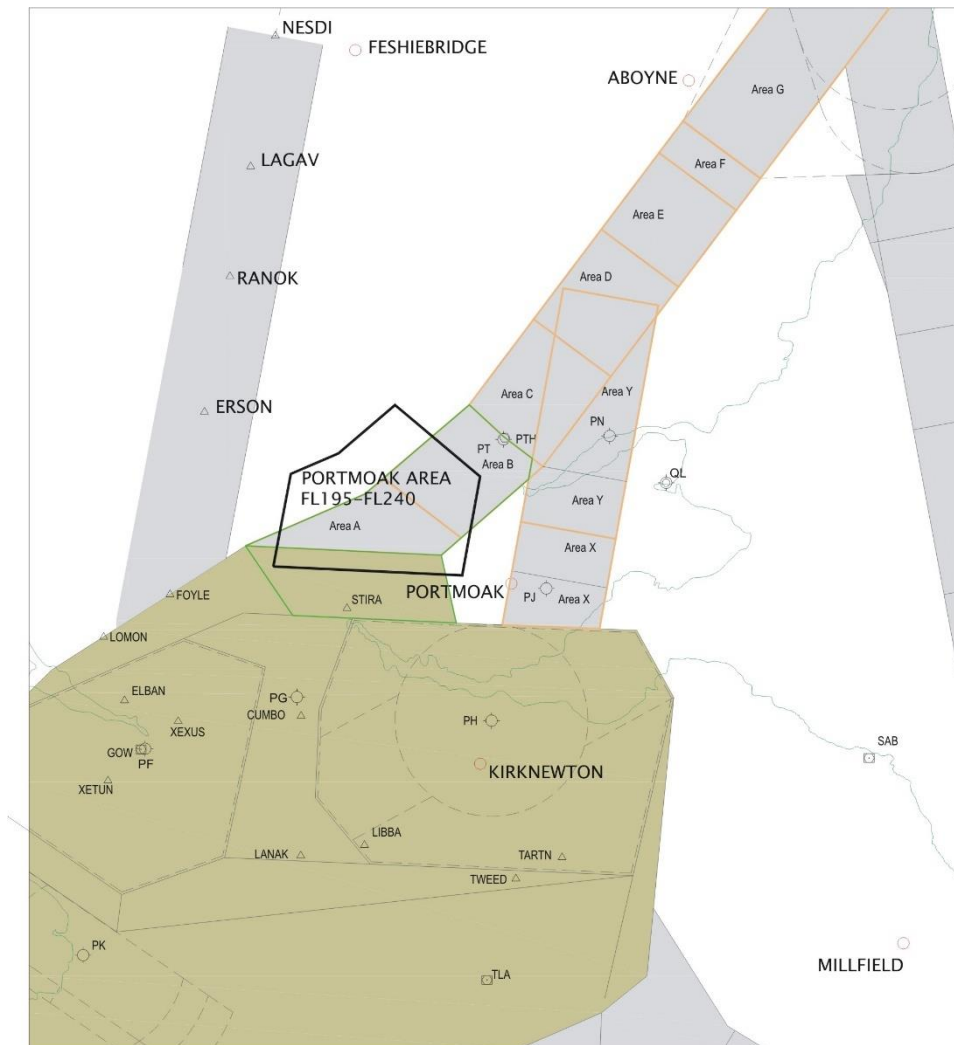 NESDI
FESHIEBRIDGE
ABOYNE
Area G
LAGAV
Area F
Area E
RANOK
Area D
ERSON
Area C
Area Y
PN
PT
PTH
Area B
QL
PORTMOAK AREA
FL195-FL240
Area Y
Area A
Area X
FOYLE
STIRA
PORTMOAK
PJ
Area X
LOMON
ELBAN
PG
CUMBO
XEXUS
PH
GOW
PF
SAB
XETUN
KIRKNEWTON
LIBBA
LANAK
TARTN
TWEED
PK
TLA
MILLFIELD